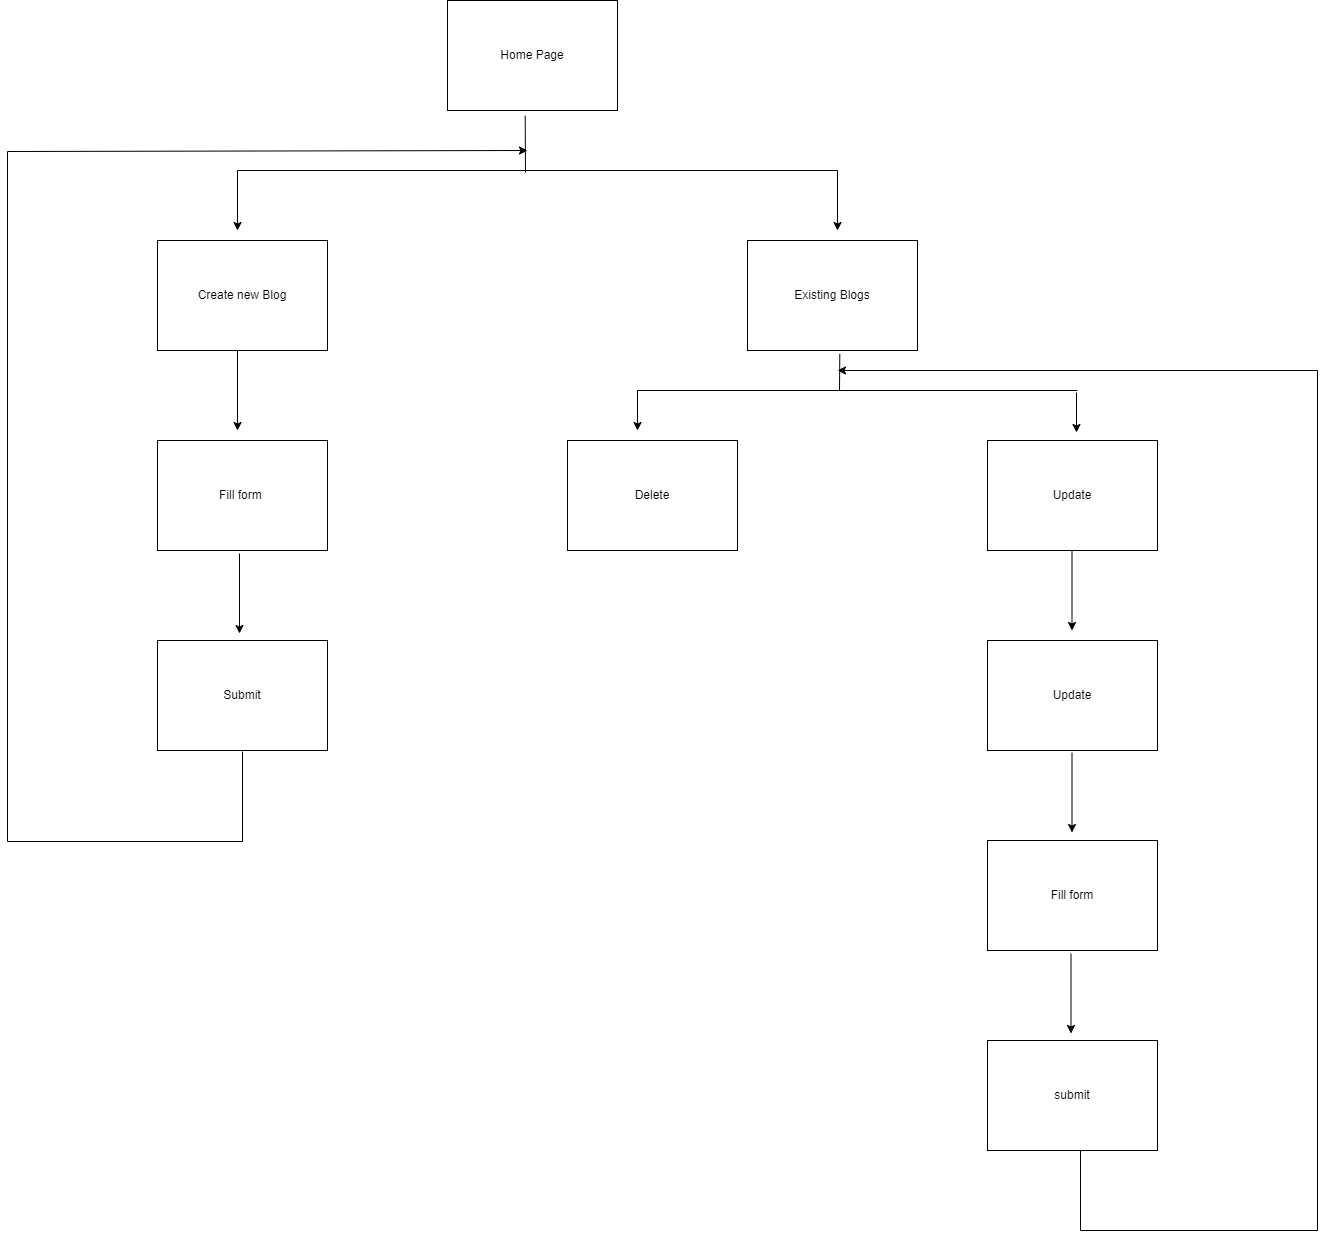 Home Page
Create new Blog
Existing Blogs
Fill form
Delete
Update
Submit
Update
Fill form
submit